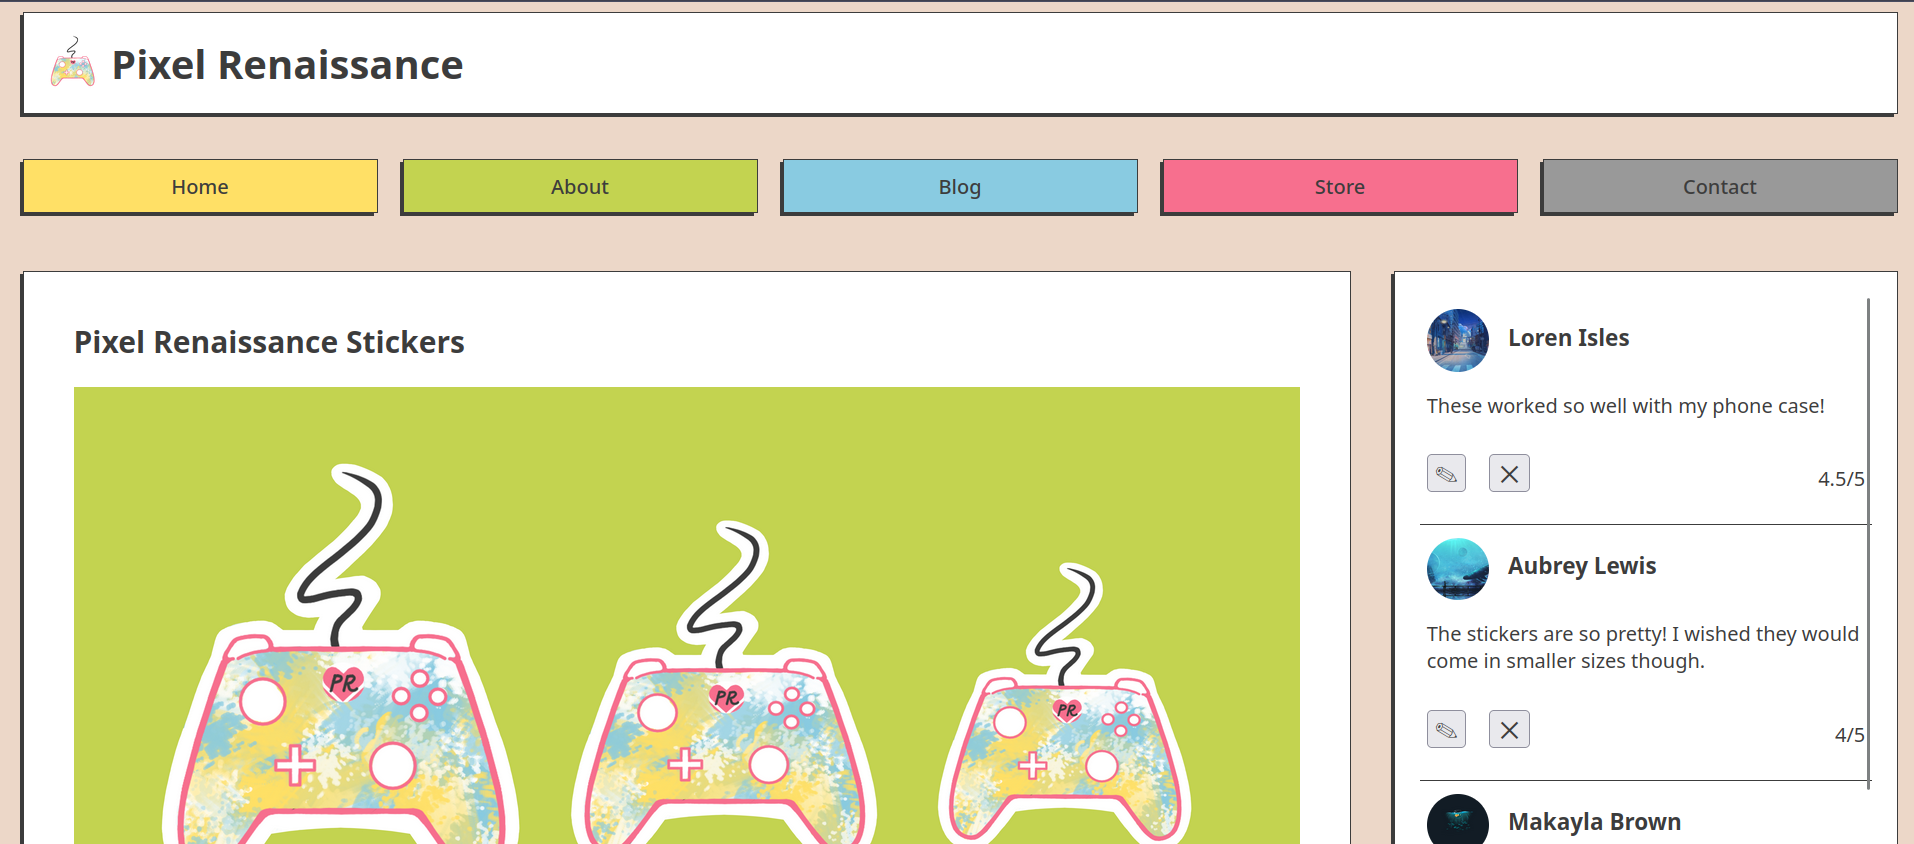 Pixel Renaissance
Home
About
Blog
Store
Contact
Pixel Renaissance Stickers
PR
PR
PR
Loren Isles
These worked so well with my phone case!
4.5/5
Aubrey Lewis
The stickers are so pretty! I wished they would
come in smaller sizes though.
4/5
Makayla Brown